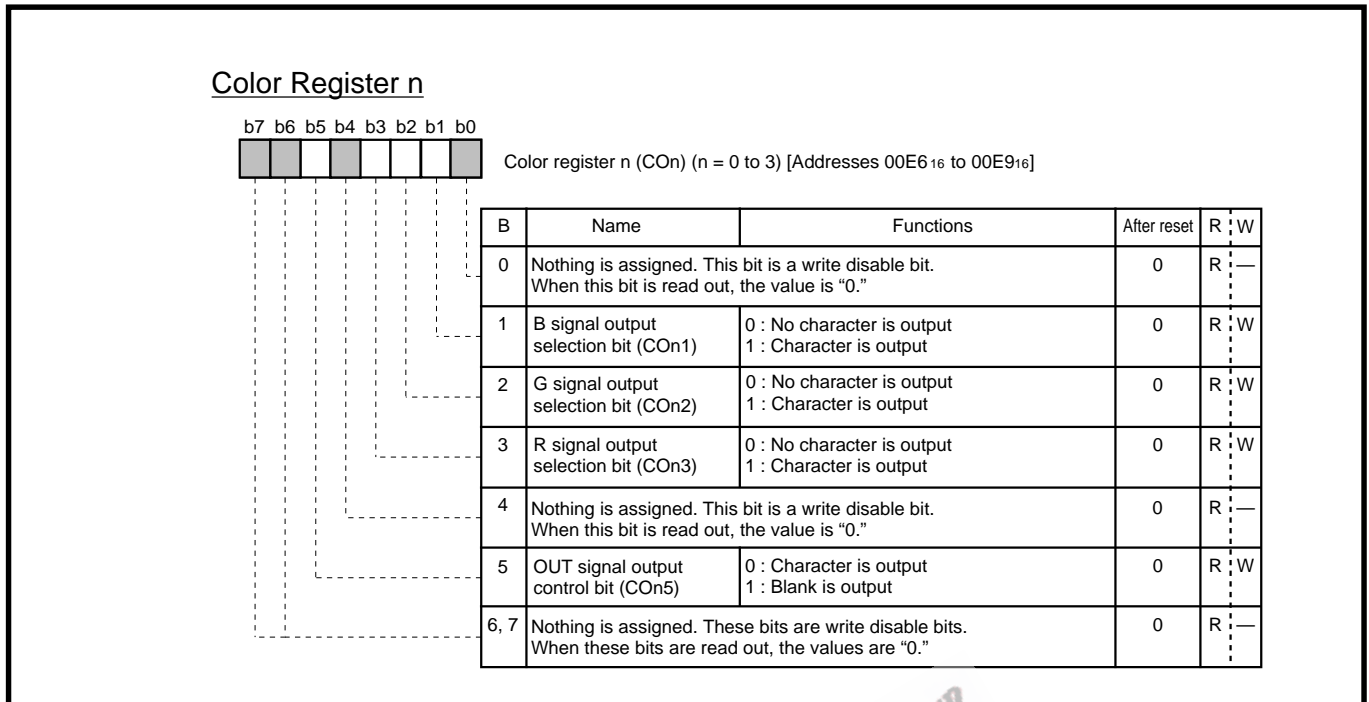 Color Register n
b7 b6 b5 b4 b3 b2 b1 b0
Color register n (COn) (n = 0 to 3) [Addresses 00E616 to 00E916]
B Name Functions After reset R W
0 Nothing is assigned. This bit is a write disable bit. 0 R —
When this bit is read out, the value is “0.”
1 B signal output 0 : No character is output 0 R W
selection bit (COn1) 1 : Character is output
2 G signal output 0 : No character is output 0 R W
selection bit (COn2) 1 : Character is output
3 R signal output 0 : No character is output 0 R W
selection bit (COn3) 1 : Character is output
4 Nothing is assigned. This bit is a write disable bit. 0 R —
When this bit is read out, the value is “0.”
5 OUT signal output 0 : Character is output 0 R W
control bit (COn5) 1 : Blank is output
6, 7 Nothing is assigned. These bits are write disable bits. 0 R —
When these bits are read out, the values are “0.”